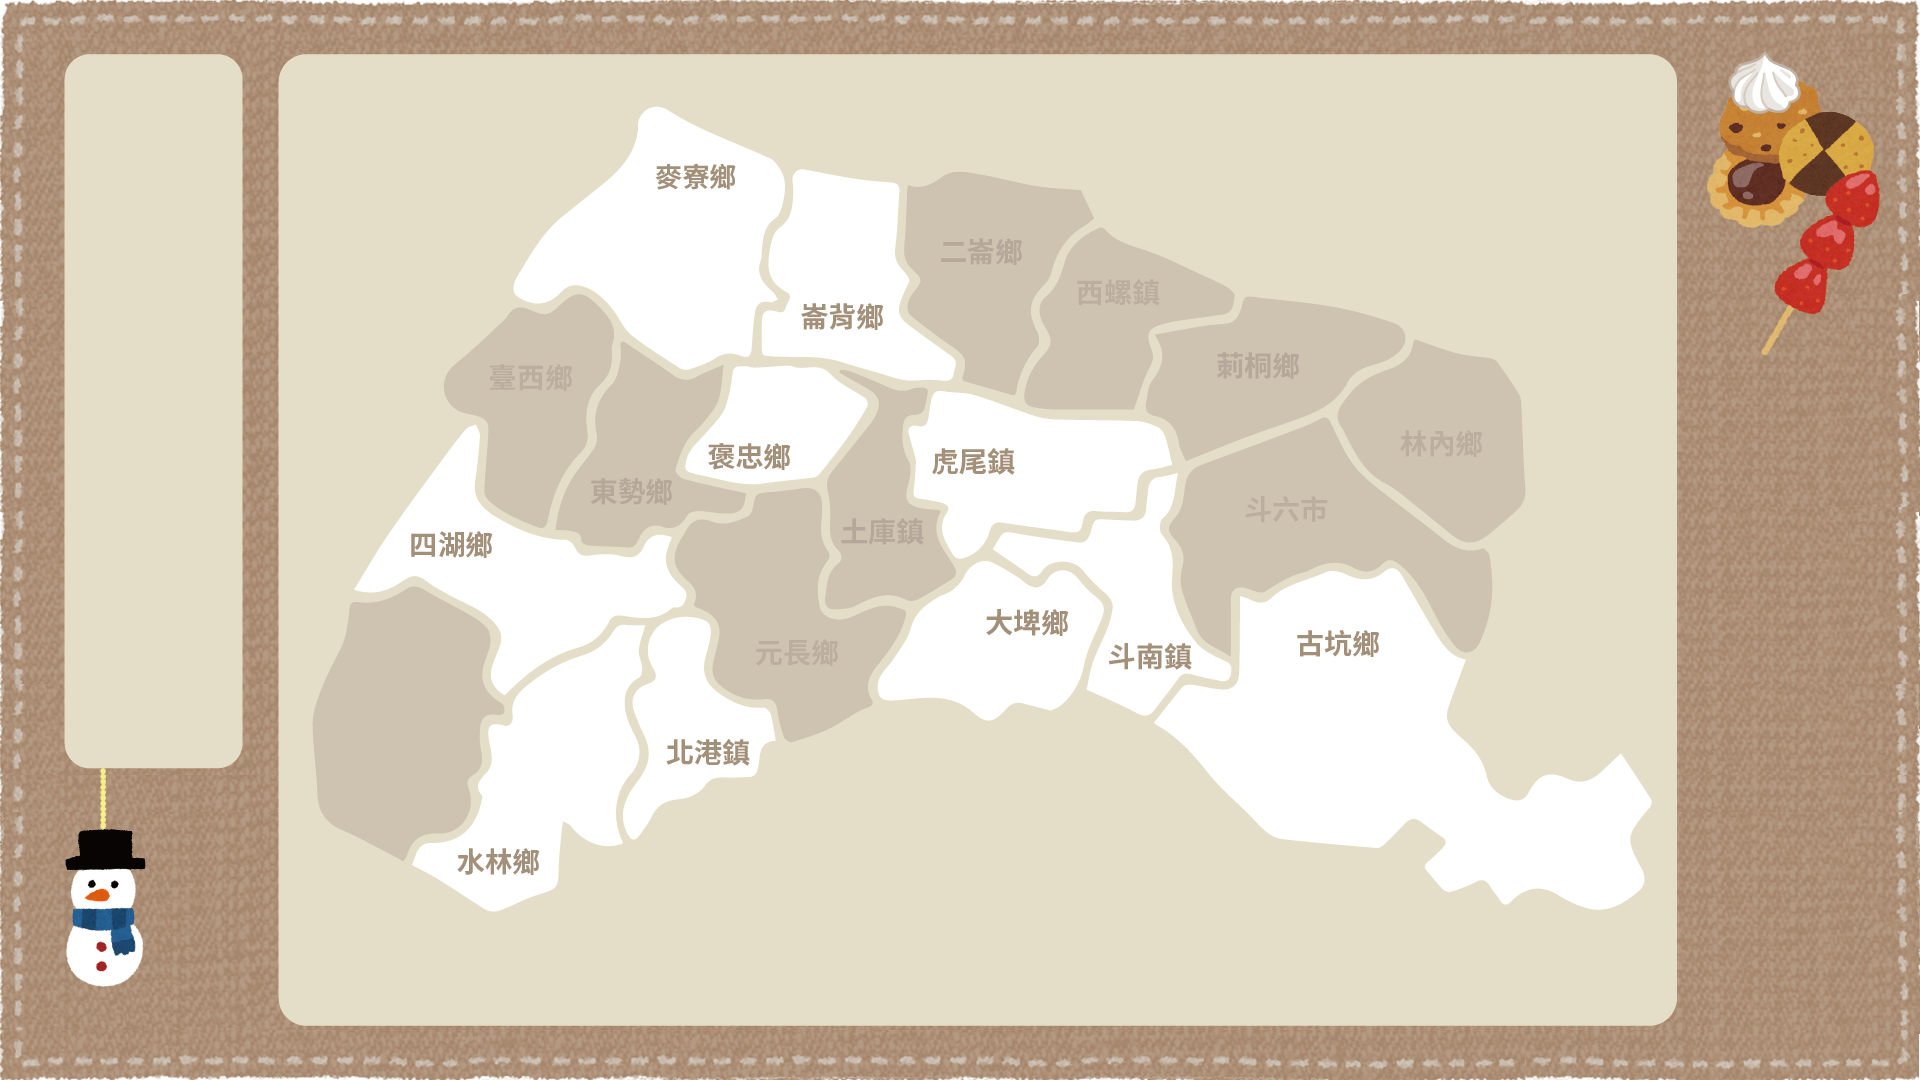 麥寮鄉
二崙鄉
西螺鎮
崙背鄉
莿桐鄉
臺西鄉
林內鄉
褒忠鄉
虎尾鎮
東勢鄉
斗六市
土庫鎮
四湖鄉
大埤鄉
古坑鄉
元長鄉
斗南鎮
北港鎮
水林鄉